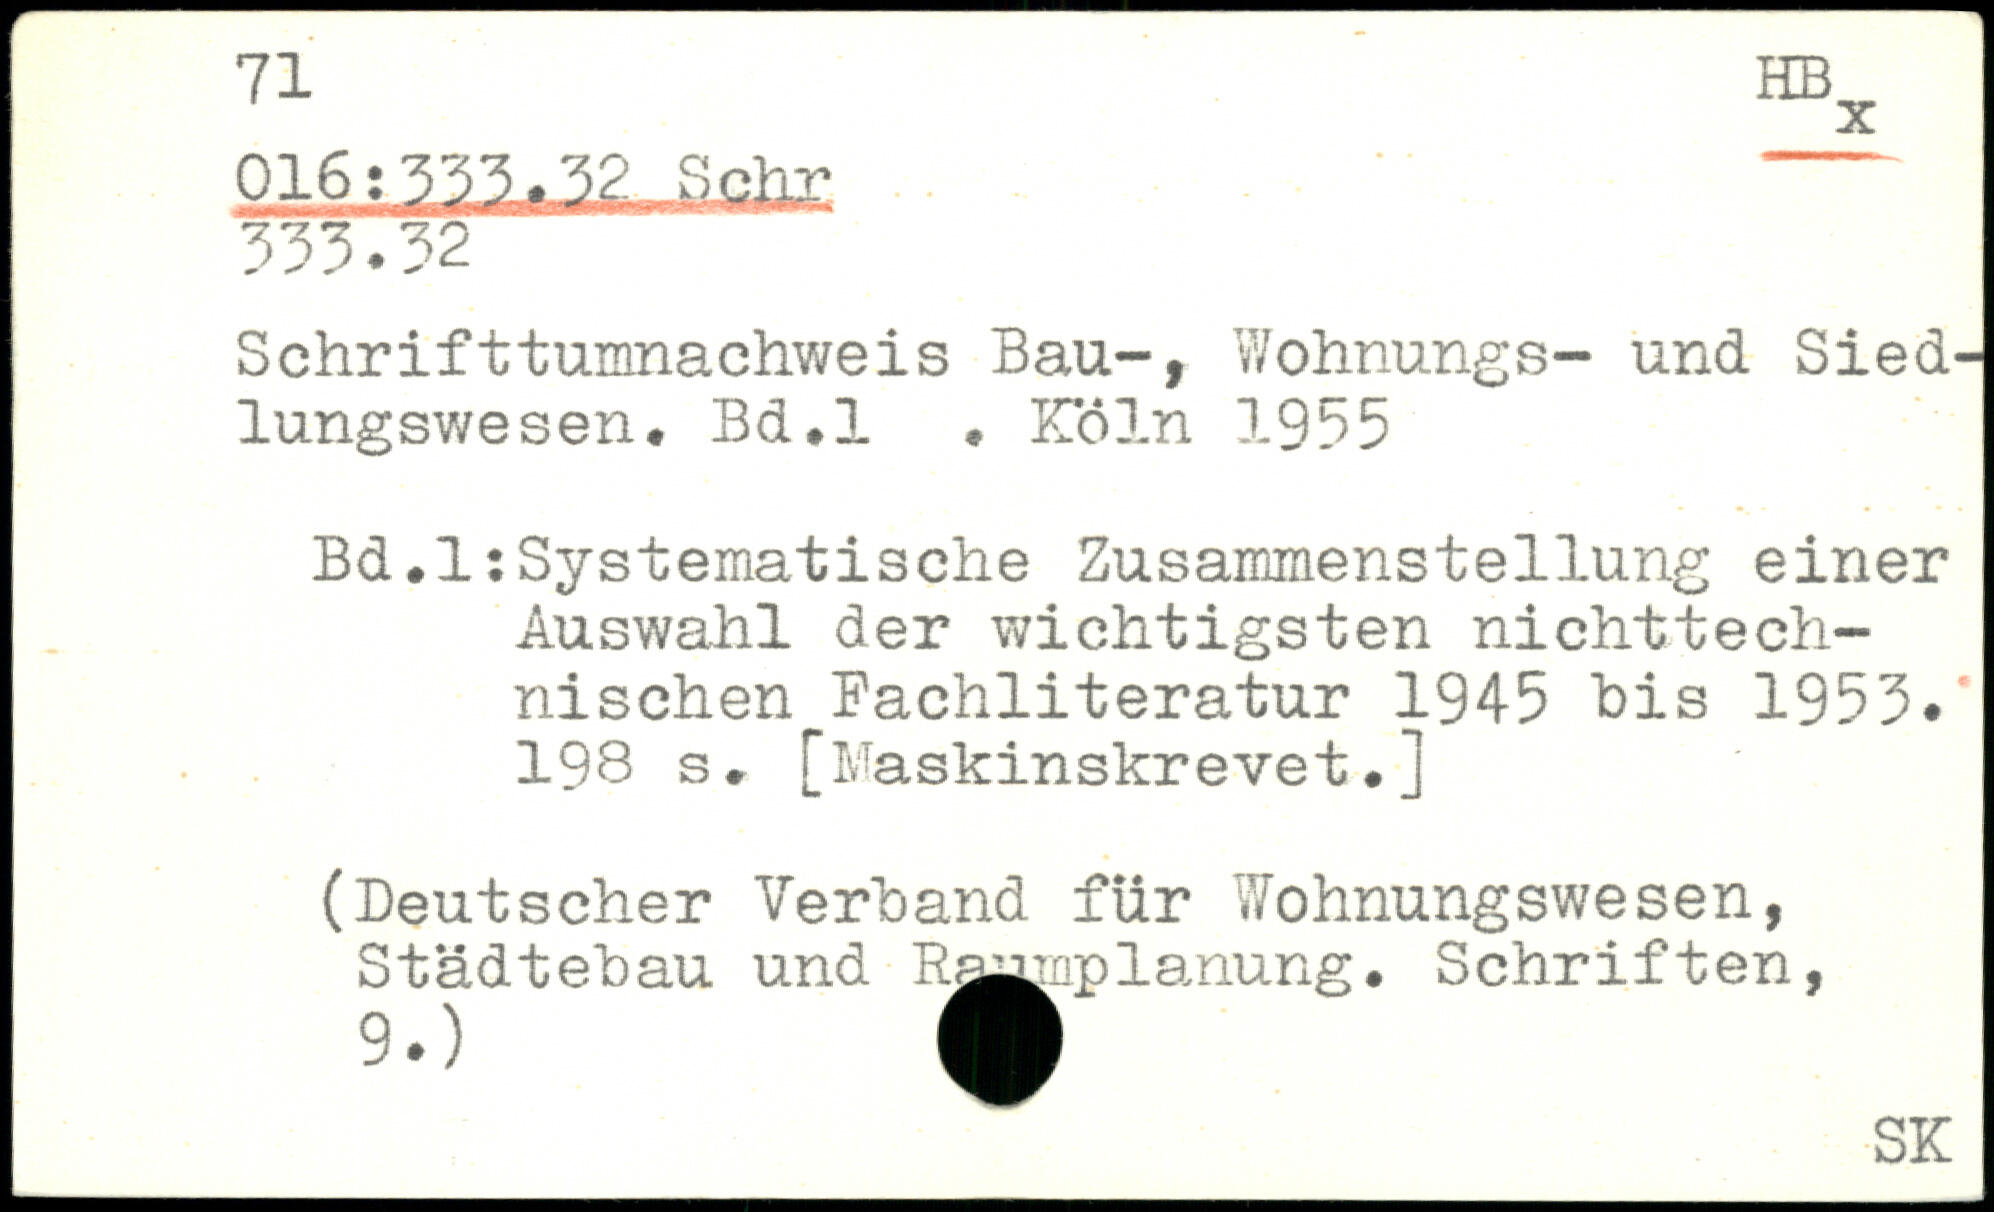 71
HB
x
016:333.32 Schr
333.32
Schrifttumnachweis Bau-, Wohnungs- und Sied-
lungswesen. Bd.1 . Köln 1955
Bd.1:Systematische Zusammenstellung einer
Auswahl der wichtigsten nichttech-
nischen Fachliteratur 1945 bis 1953.
198 s. [Maskinskrevet.]
(Deutscher Verband für Wohnungswesen,
Städtebau und Raumplanung. Schriften,
9.)
SK